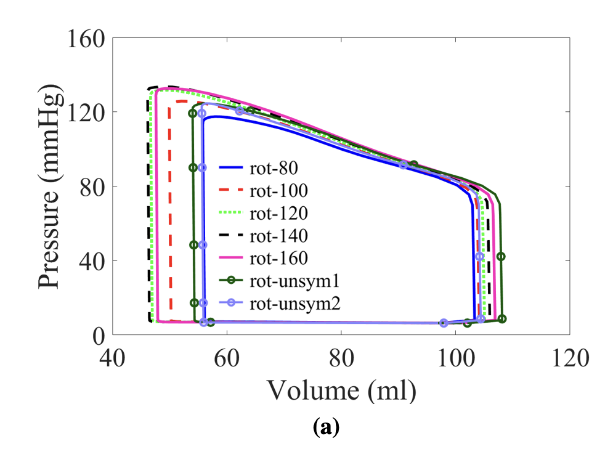 160
120
80
40
0
Pressure (mmHg)
rot-80
rot-100
rot-120
rot-140
rot-160
rot-unsym1
rot-unsym2
40 60 80 100 120
Volume (ml)
(a)